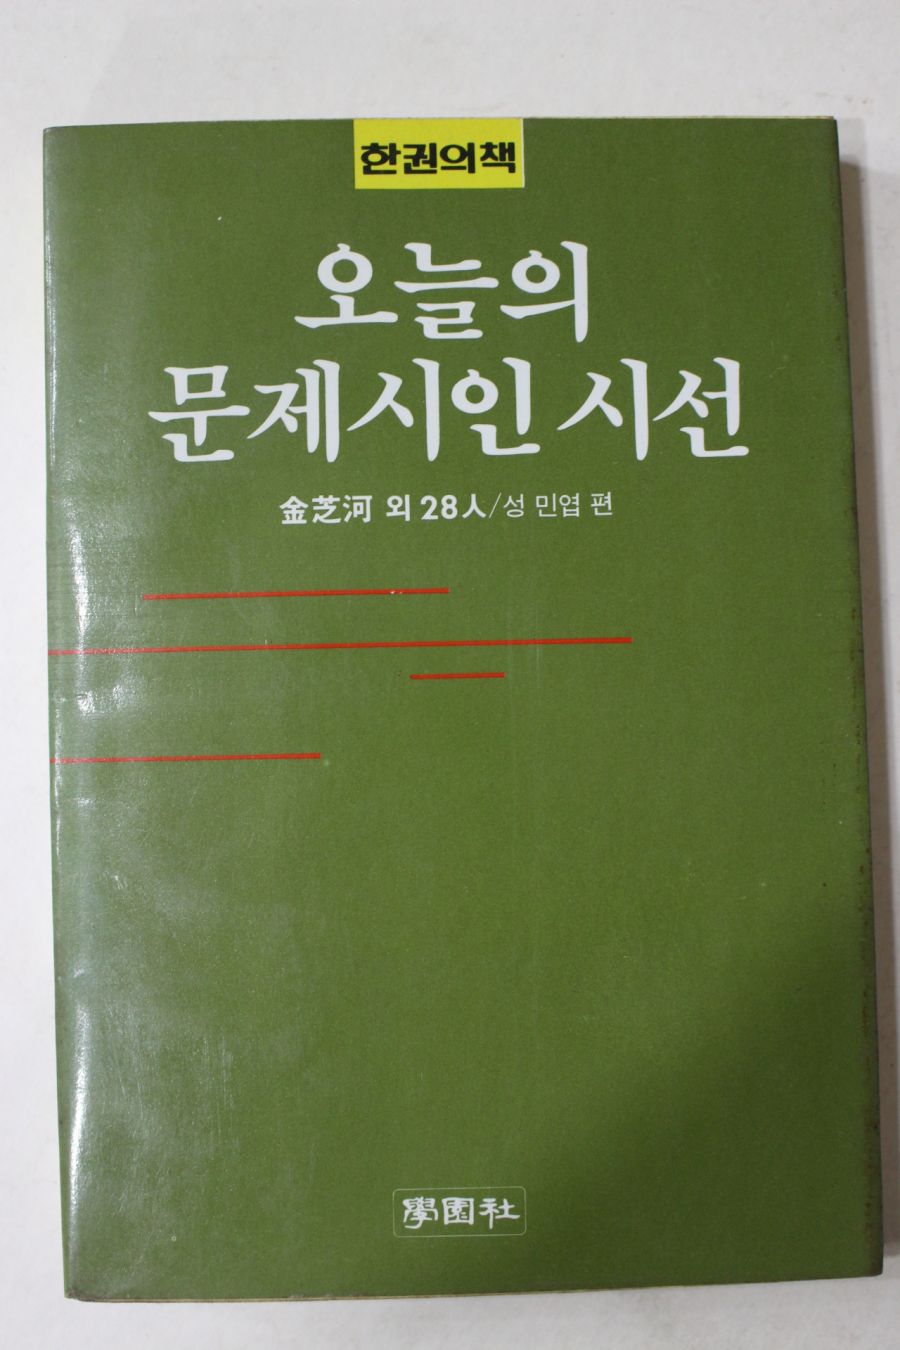 한권의책
오늘의
문제시인 시선
金芝河 외 28人/성 민엽 편
學園社